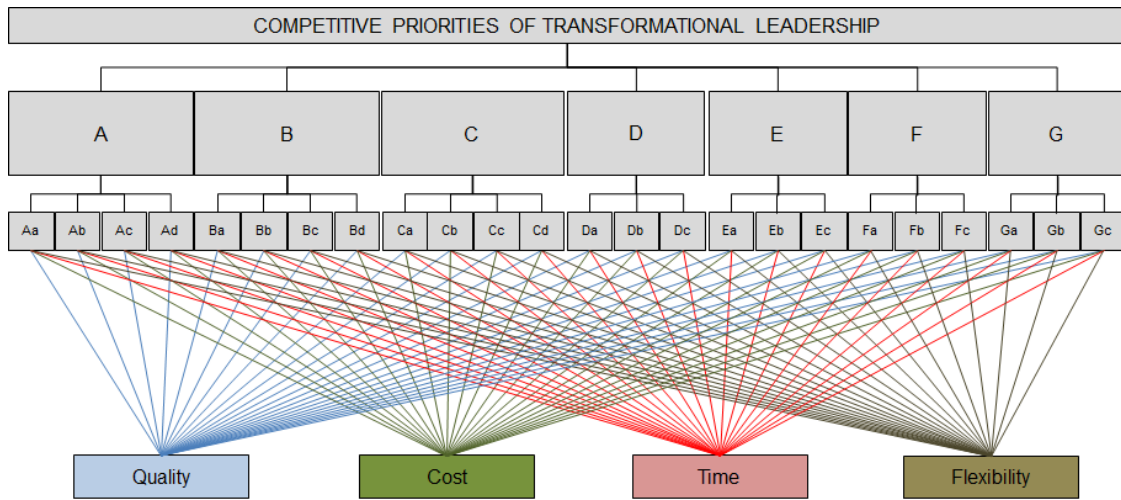 COMPETITIVE PRIORITIES OF TRANSFORMATIONAL LEADERSHIP
A B C D E F G
Aa Ab Ac Ad Ba Bb Bc Bd Ca Cb Cc Cd Da Db Dc Ea Eb Ec Fa Fb Fc Ga Gb Gc
Quality Cost Time Flexibility